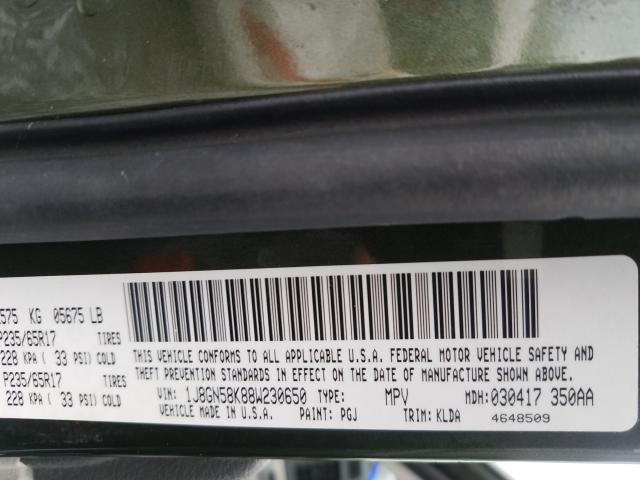 575 KG 05675 LB
P235/65R17 TIRES
228 KPA ( 33 PSI) COLD
P235/65R17 TIRES
228 KPA ( 33 PSI) COLD
THIS VEHICLE CONFORMS TO ALL APPLICABLE U.S.A. FEDERAL MOTOR VEHICLE SAFETY AND
THEFT PREVENTION STANDARDS IN EFFECT ON THE DATE OF MANUFACTURE SHOWN ABOVE.
VIN: 1J8GN58K88W230650 TYPE: MPV MDH: 030417 350AA
VEHICLE MADE IN U.S.A. PAINT: PGJ TRIM: KLDA 4648509